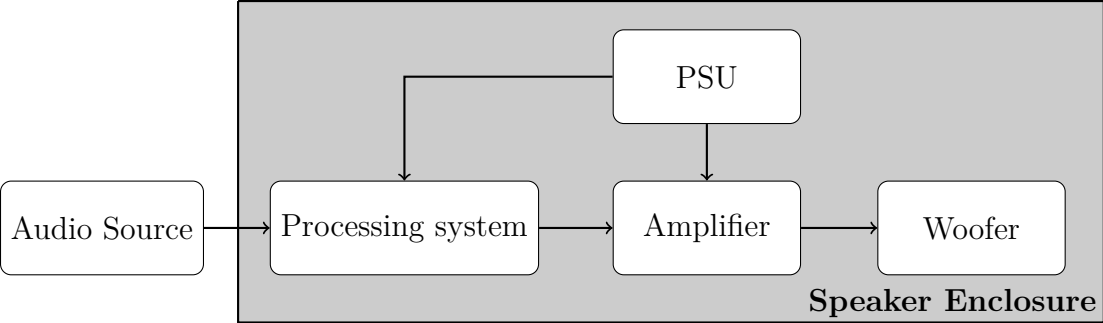 PSU
Audio Source
Processing system
Amplifier
Woofer
Speaker Enclosure